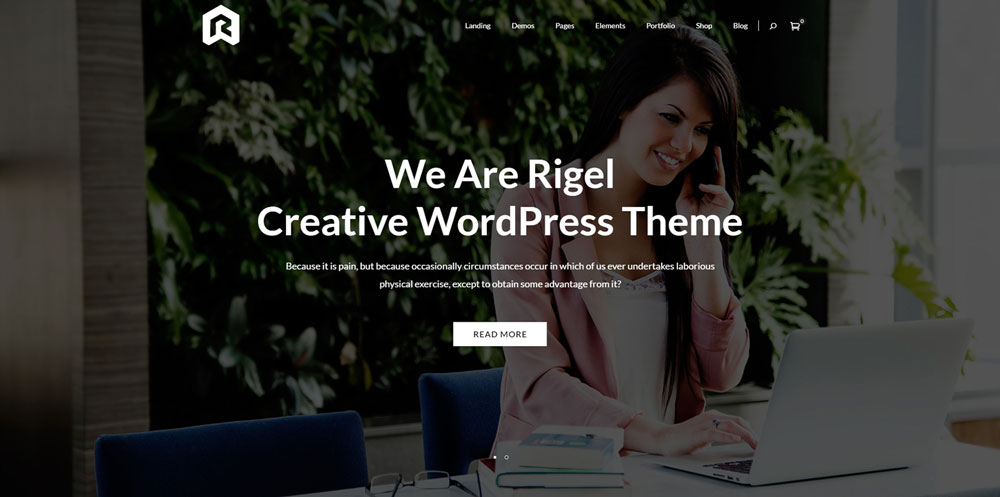 R
Landing Demos Pages Elements Portfolio Shop Blog 0
We Are Rigel
Creative WordPress Theme
Because it is pain, but because occasionally circumstances occur in which of us ever undertakes laborious
physical exercise, except to obtain some advantage from it?
READ MORE